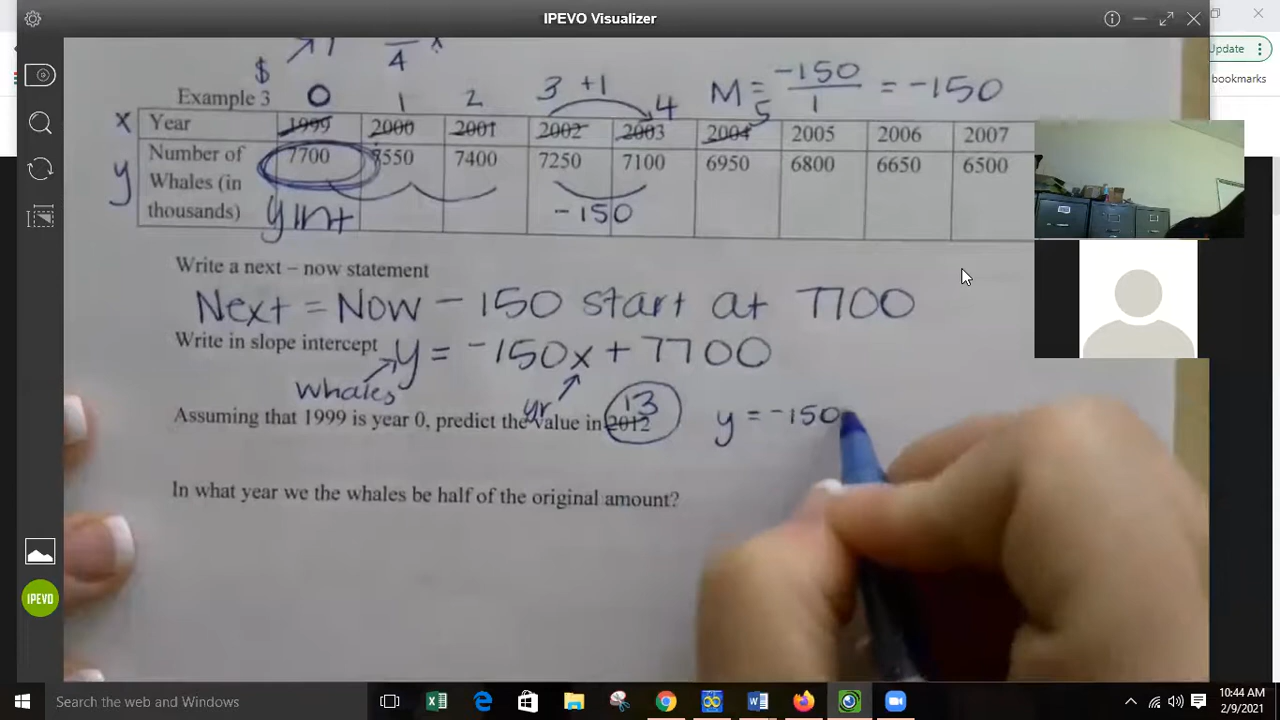 IPEVO Visualizer
Update
bookmarks
4 x
$
Example 3 0 1 2 3 +1 4 M = -150/1 = -150
5
x Year 1999 2000 2001 2002 2003 2004 2005 2006 2007
y Number of Whales (in thousands) 7700 7550 7400 7250 7100 6950 6800 6650 6500
y int -150
Write a next – now statement
Next = Now - 150 start at 7700
Write in slope intercept y = -150x + 7700
whales yr 13
Assuming that 1999 is year 0, predict the value in 2012 y = -150
In what year we the whales be half of the original amount?
IPEVO
Search the web and Windows
10:44 AM
2/9/2021